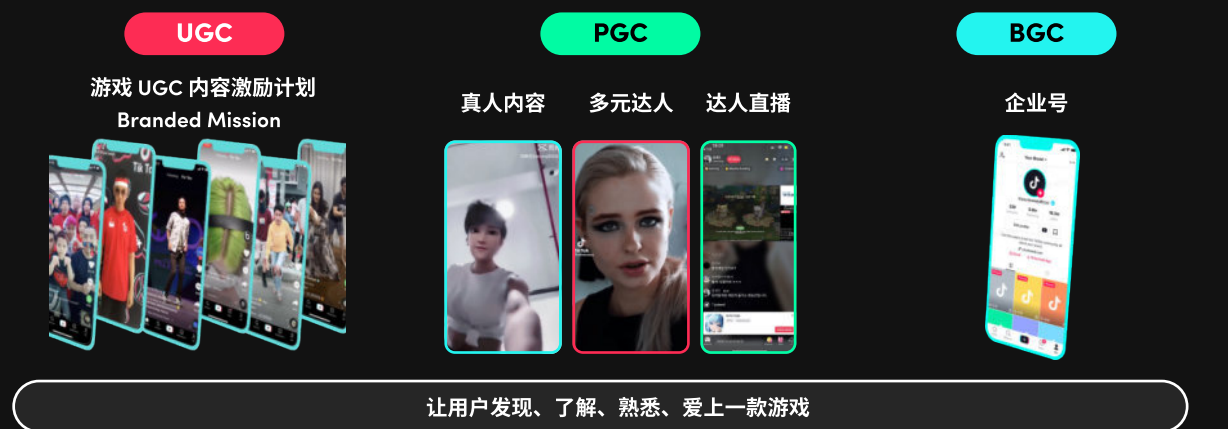 UGC
PGC
BGC
游戏 UGC 内容激励计划
Branded Mission
真人内容
多元达人
达人直播
企业号
让用户发现、了解、熟悉、爱上一款游戏